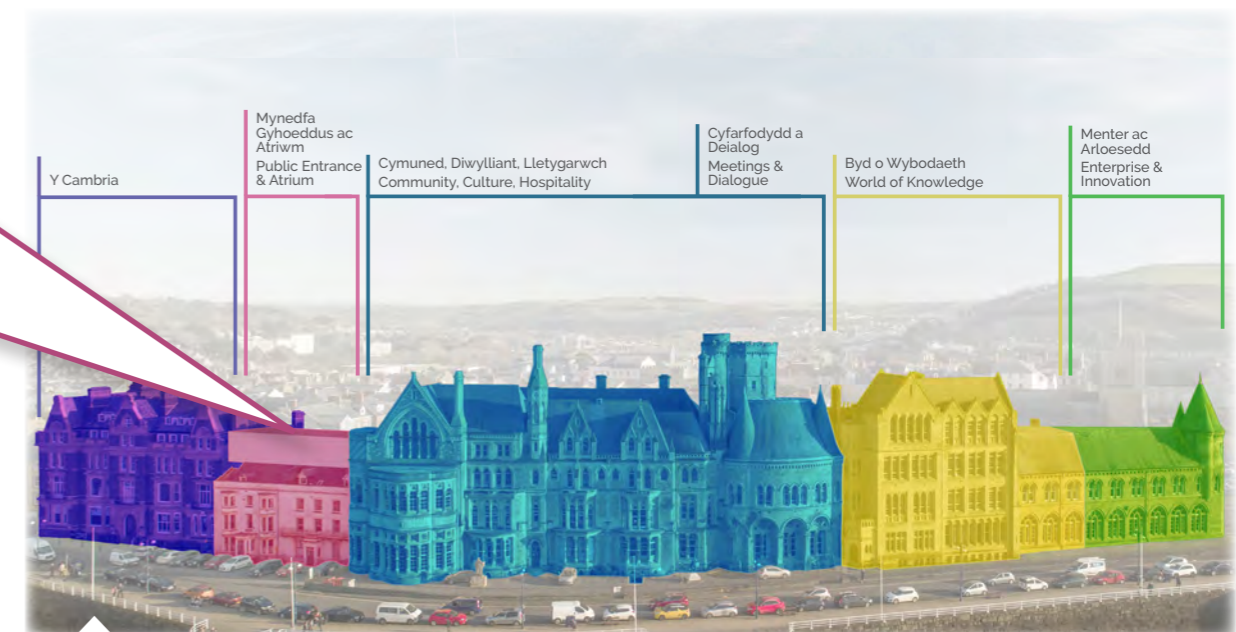 Y Cambria
Mynedfa
Gyhoeddus ac
Atriwm
Public Entrance
& Atrium
Cymuned, Diwylliant, Lletygarwch
Community, Culture, Hospitality
Cyfarfodydd a
Deialog
Meetings &
Dialogue
Byd o Wybodaeth
World of Knowledge
Menter ac
Arloesedd
Enterprise &
Innovation